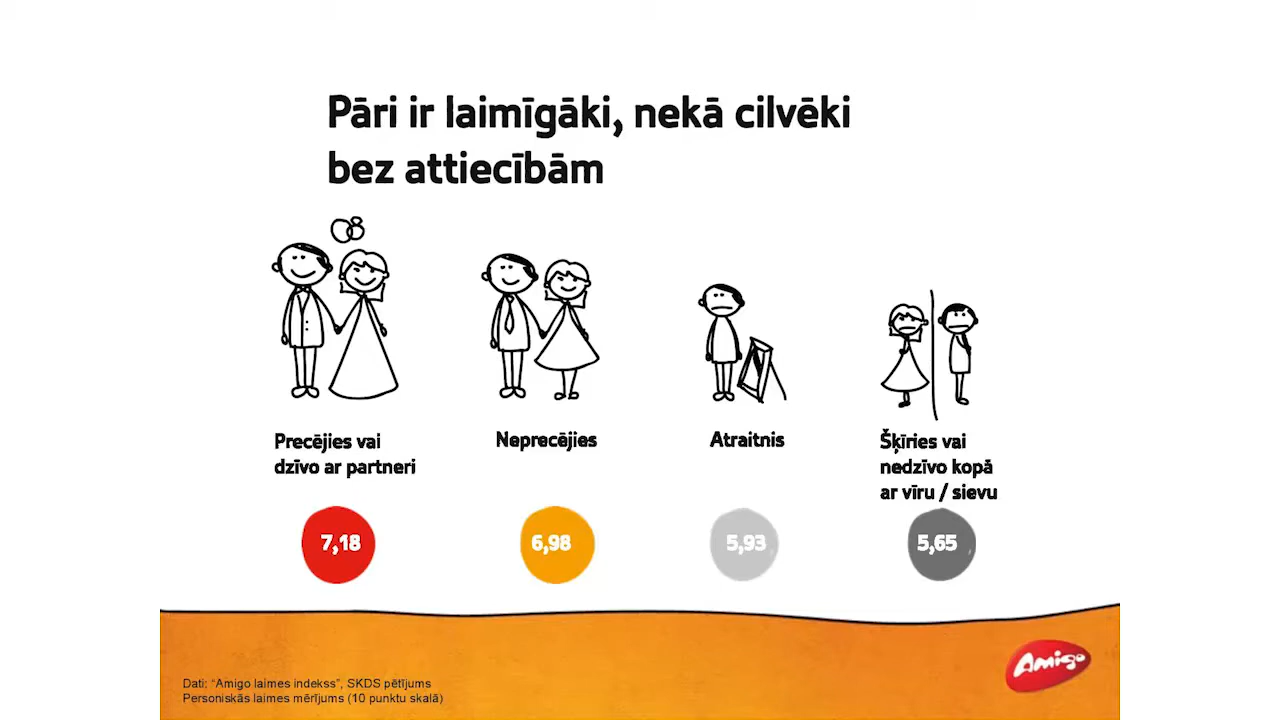 Pāri ir laimīgāki, nekā cilvēki
bez attiecībām
Precējies vai
dzīvo ar partneri
7,18
Neprecējies
6,98
Atraitnis
5,93
Šķīries vai
nedzīvo kopā
ar vīru / sievu
5,65
Amigo
Dati: “Amigo laimes indekss”, SKDS pētījums
Personiskās laimes mērījums (10 punktu skalā)